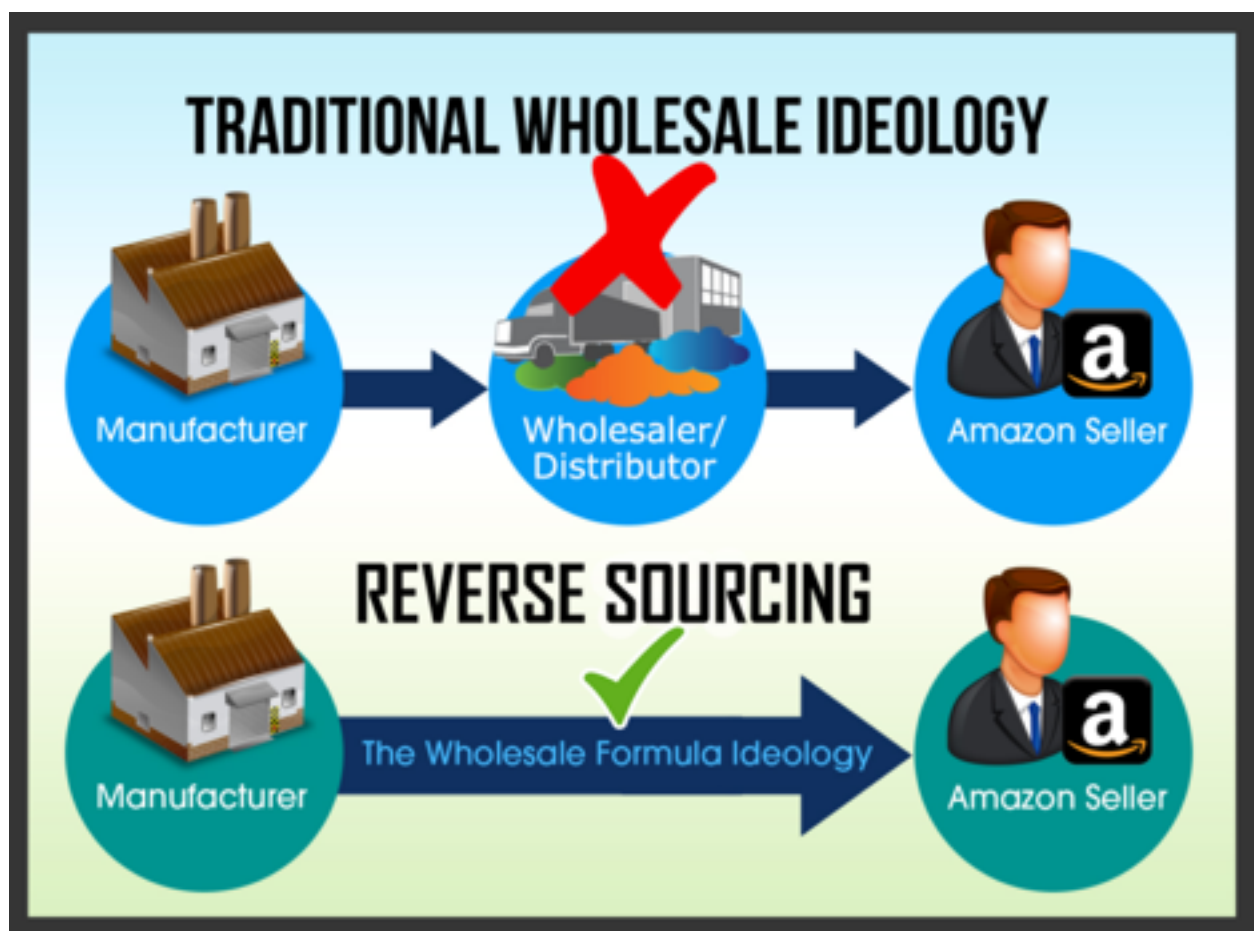 TRADITIONAL WHOLESALE IDEOLOGY
Manufacturer
Wholesaler/
Distributor
a
Amazon Seller
REVERSE SOURCING
Manufacturer
The Wholesale Formula Ideology
a
Amazon Seller